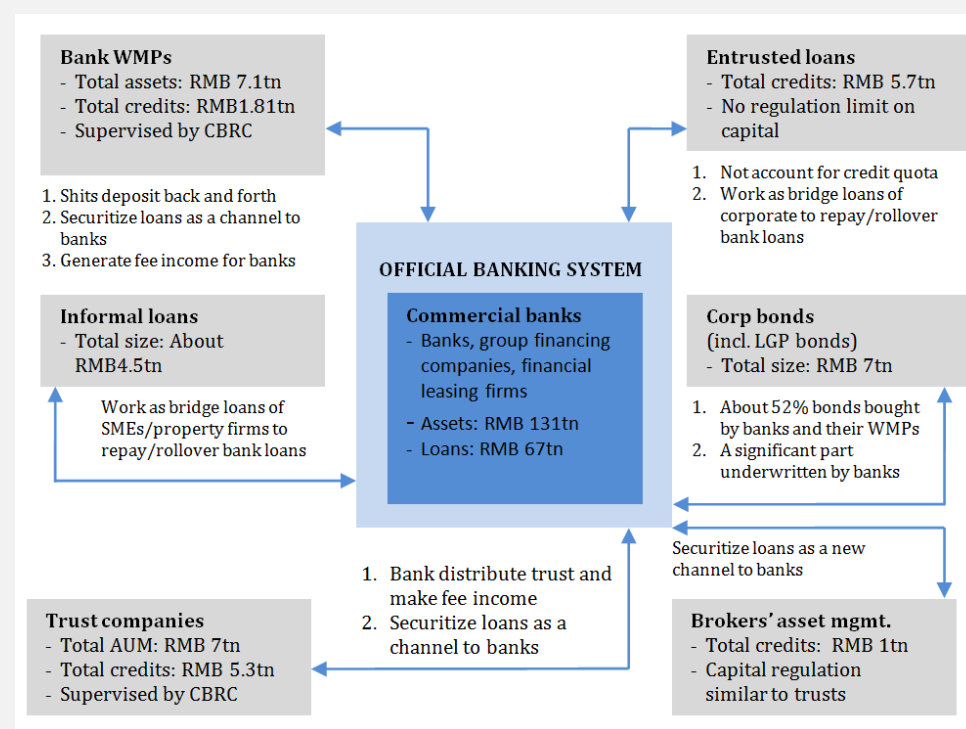 Bank WMPs
- Total assets: RMB 7.1tn
- Total credits: RMB1.81tn
- Supervised by CBRC
1. Shits deposit back and forth
2. Securitize loans as a channel to
banks
3. Generate fee income for banks
Entrusted loans
- Total credits: RMB 5.7tn
- No regulation limit on
capital
1. Not account for credit quota
2. Work as bridge loans of
corporate to repay/rollover
bank loans
OFFICIAL BANKING SYSTEM
Commercial banks
- Banks, group financing
companies, financial
leasing firms
- Assets: RMB 131tn
- Loans: RMB 67tn
Informal loans
- Total size: About
RMB4.5tn
Work as bridge loans of
SMEs/property firms to
repay/rollover bank loans
Corp bonds
(incl. LGP bonds)
- Total size: RMB 7tn
1. About 52% bonds bought
by banks and their WMPs
2. A significant part
underwritten by banks
Securitize loans as a new
channel to banks
1. Bank distribute trust and
make fee income
2. Securitize loans as a
channel to banks
Trust companies
- Total AUM: RMB 7tn
- Total credits: RMB 5.3tn
- Supervised by CBRC
Brokers’ asset mgmt.
- Total credits: RMB 1tn
- Capital regulation
similar to trusts